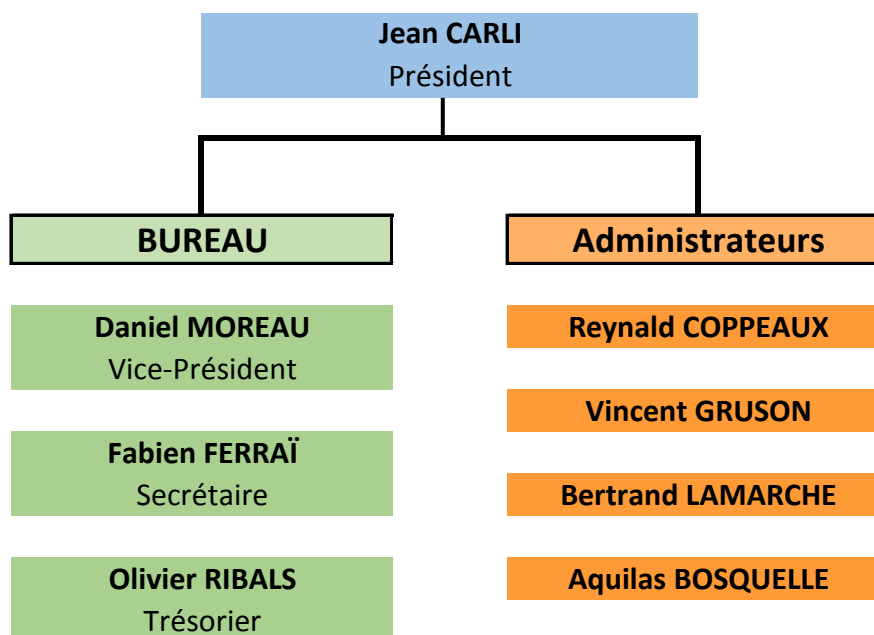 Jean CARLI
Président
BUREAU
Daniel MOREAU
Vice-Président
Fabien FERRAÏ
Secrétaire
Olivier RIBALS
Trésorier
Administrateurs
Reynald COPPEAUX
Vincent GRUSON
Bertrand LAMARCHE
Aquilas BOSQUELLE